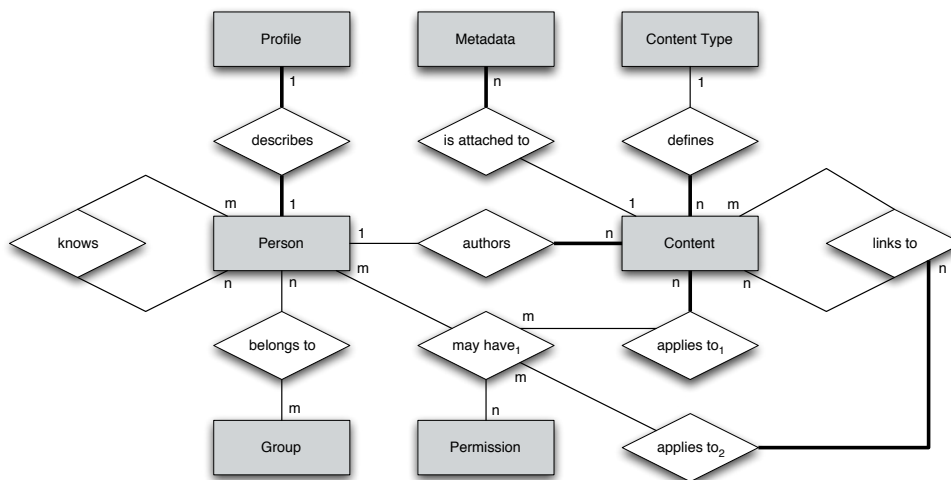 Profile
Metadata
Content Type
1
n
1
describes
is attached to
defines
m
1
1
n
m
knows
Person
1
authors
n
Content
links to
n
n
m
n
n
n
belongs to
may have1
m
applies to1
m
m
n
Group
Permission
applies to2